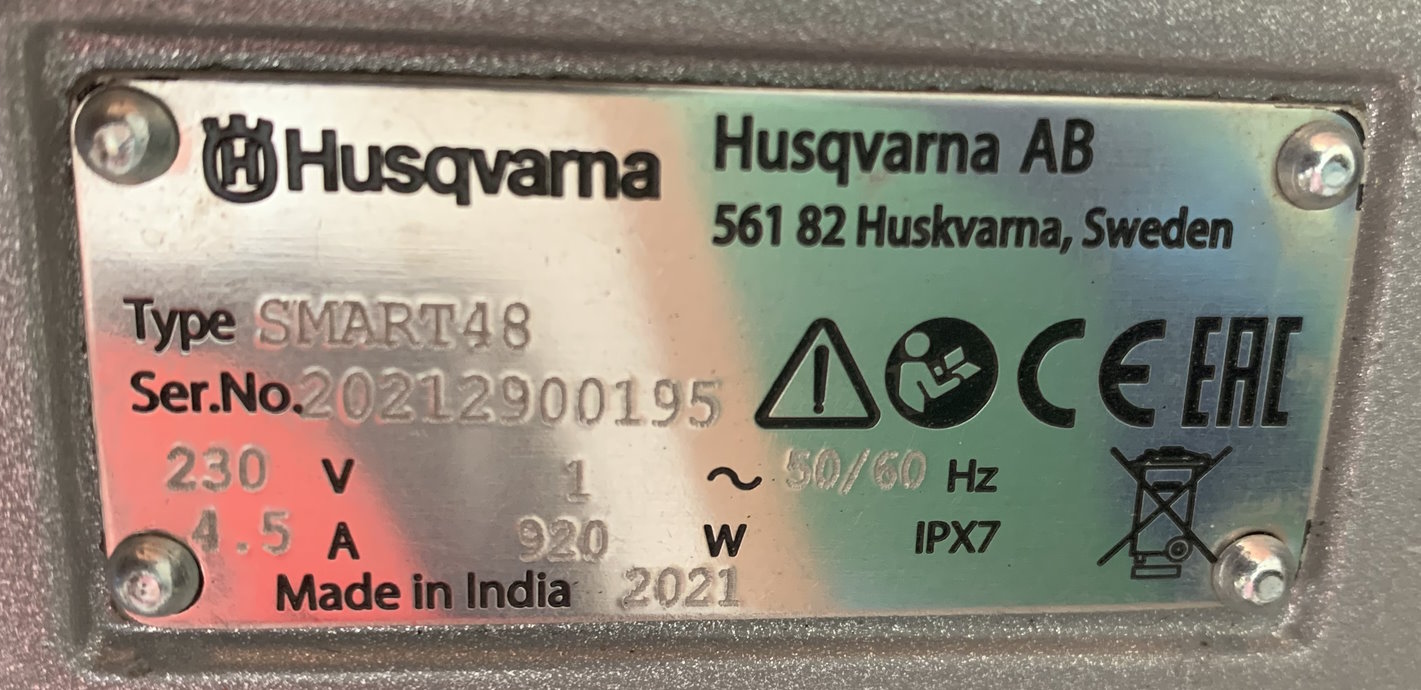 Husqvarna
Husqvarna AB
561 82 Huskvarna, Sweden
Type SMART48
Ser.No.20212900195
230 V 1 ~ 50/60 Hz
4.5 A 920 W IPX7
Made in India 2021
CE EAC